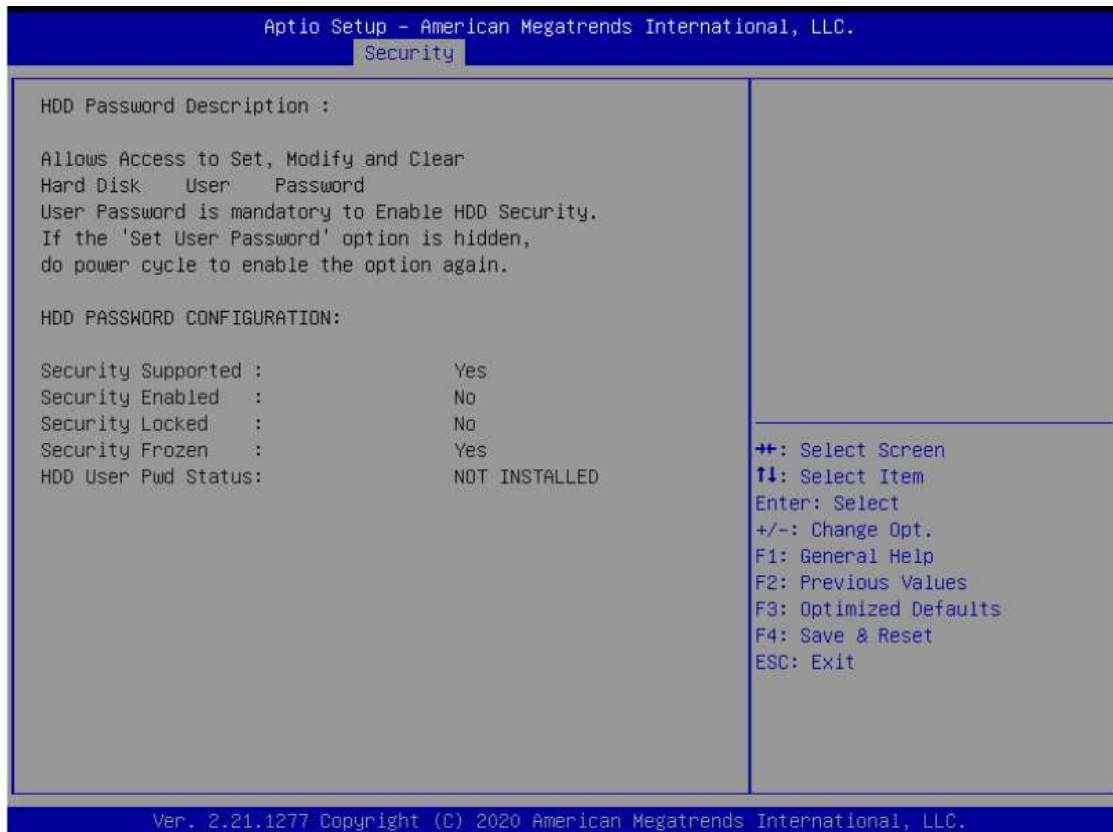 Aptio Setup – American Megatrends International, LLC.
Security
HDD Password Description :
Allows Access to Set, Modify and Clear
Hard Disk User Password
User Password is mandatory to Enable HDD Security.
If the 'Set User Password' option is hidden,
do power cycle to enable the option again.
HDD PASSWORD CONFIGURATION:
Security Supported : Yes
Security Enabled : No
Security Locked : No
Security Frozen : Yes
HDD User Pwd Status: NOT INSTALLED
→←: Select Screen
↑↓: Select Item
Enter: Select
+/-: Change Opt.
F1: General Help
F2: Previous Values
F3: Optimized Defaults
F4: Save & Reset
ESC: Exit
Ver. 2.21.1277 Copyright (C) 2020 American Megatrends International, LLC.